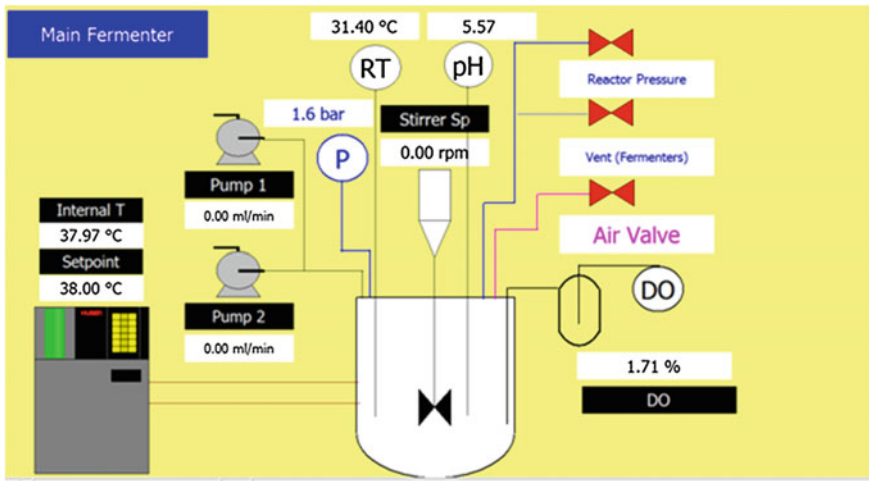 Main Fermenter
31.40 °C
5.57
RT
pH
Reactor Pressure
1.6 bar
Stirrer Sp
P
0.00 rpm
Vent (Fermenters)
Pump 1
0.00 ml/min
Internal T
37.97 °C
Setpoint
38.00 °C
Air Valve
DO
Pump 2
0.00 ml/min
1.71 %
DO